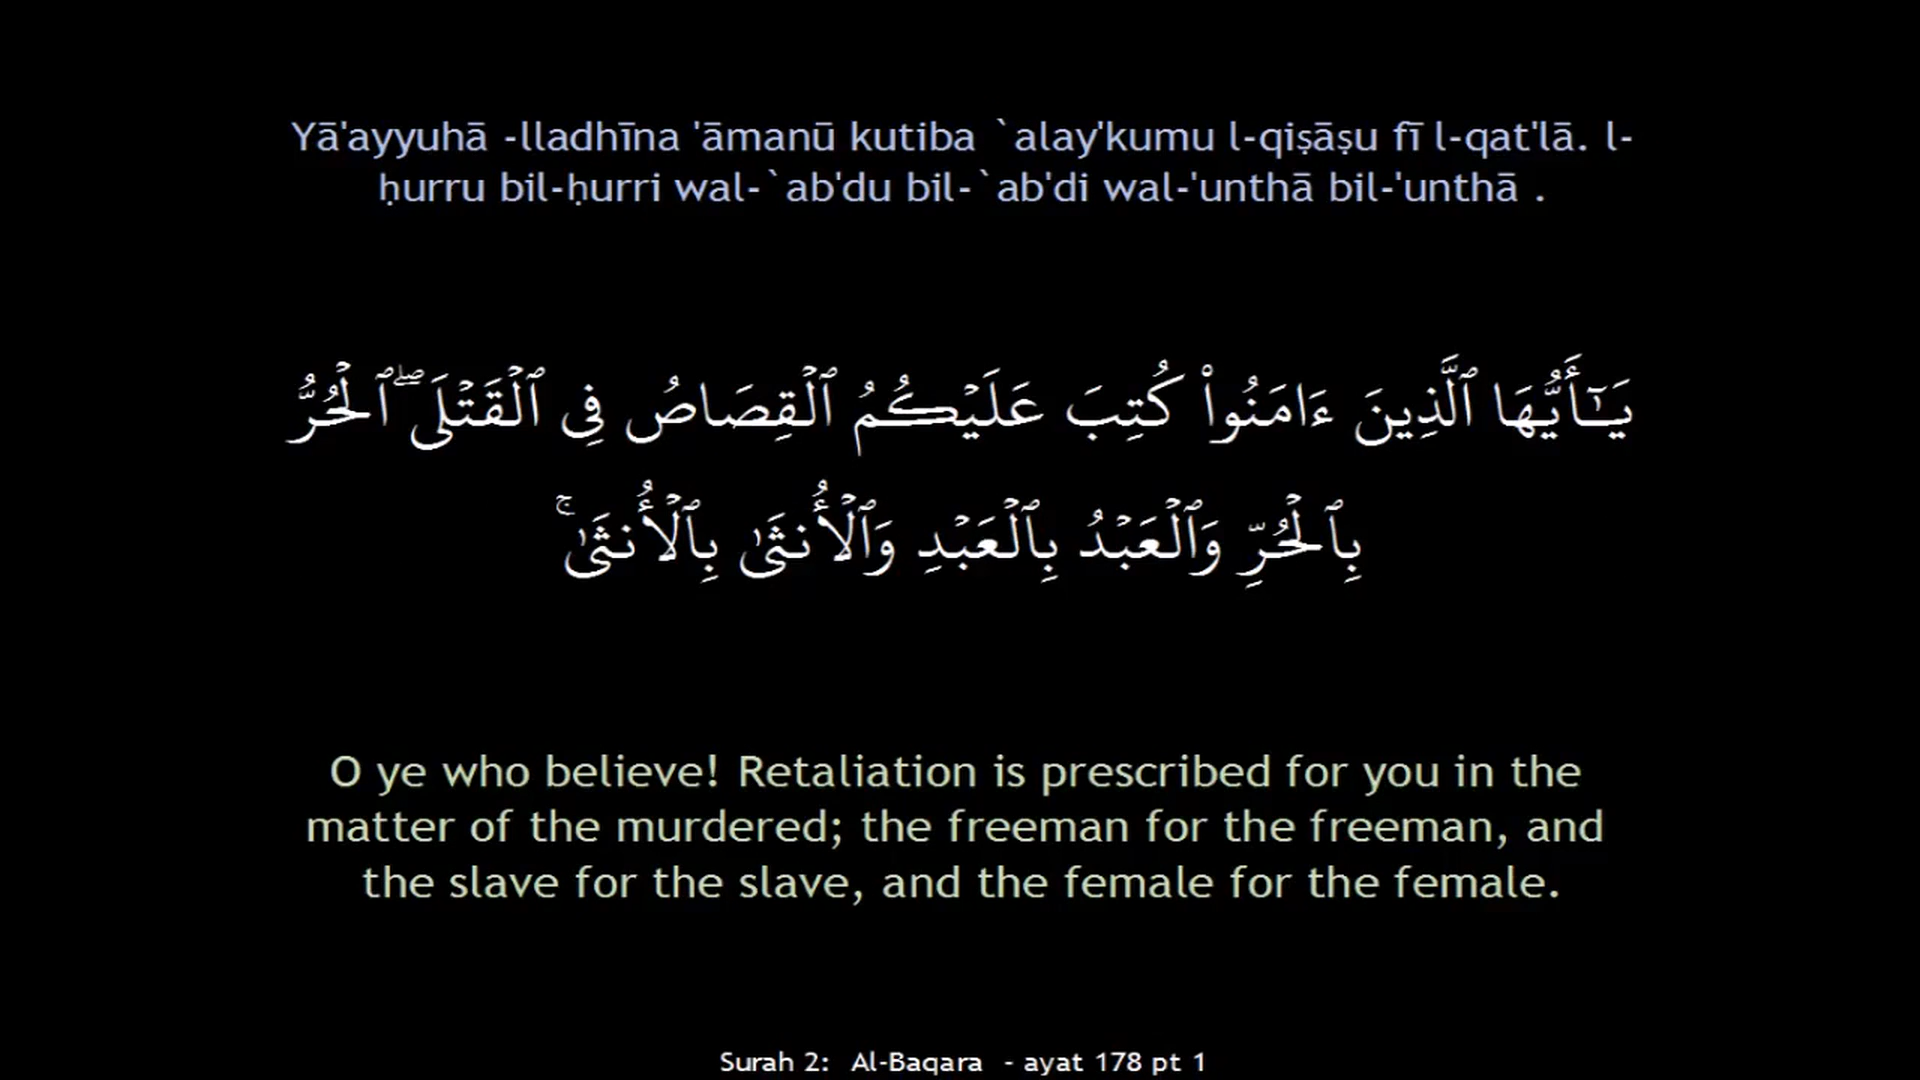 Yā'ayyuhā -lladhīna 'āmanū kutiba `alay'kumu l-qiṣāṣu fī l-qat'lā. l-
ḥurru bil-ḥurri wal-`ab'du bil-`ab'di wal-'unthā bil-'unthā .
يَـٰٓأَيُّهَا ٱلَّذِينَ ءَامَنُوا۟ كُتِبَ عَلَيْكُمُ ٱلْقِصَاصُ فِى ٱلْقَتْلَى ۖ ٱلْحُرُّ
بِٱلْحُرِّ وَٱلْعَبْدُ بِٱلْعَبْدِ وَٱلْأُنثَىٰ بِٱلْأُنثَىٰ ۚ
O ye who believe! Retaliation is prescribed for you in the
matter of the murdered; the freeman for the freeman, and
the slave for the slave, and the female for the female.
Surah 2: Al-Baqara - ayat 178 pt 1